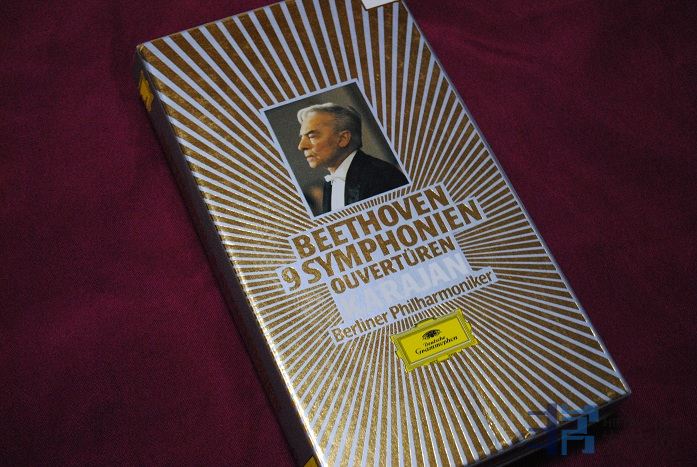 BEETHOVEN
9 SYMPHONIEN
OUVERTÜREN
KARAJAN
Berliner Philharmoniker
Deutsche
Grammophon